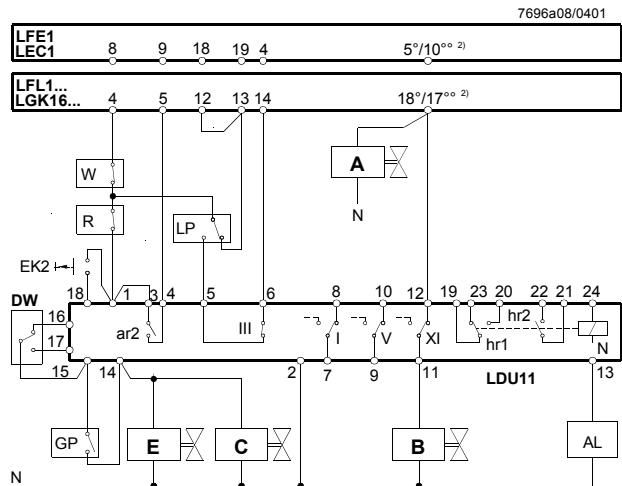 7696a08/0401
LFE1
LEC1
8 9 18 19 4 5°/10°° 2)
LFL1...
LGK16...
4 5 12 13 14 18°/17°° 2)
A
W
N
R
LP
EK2
18 1 3 4 5 6 8 10 12 19 23 20 22 21 24
DW
16
hr2
ar2 III I V XI
17
hr1
N
15 14 2 7 9 11 LDU11 13
GP E C B AL
N